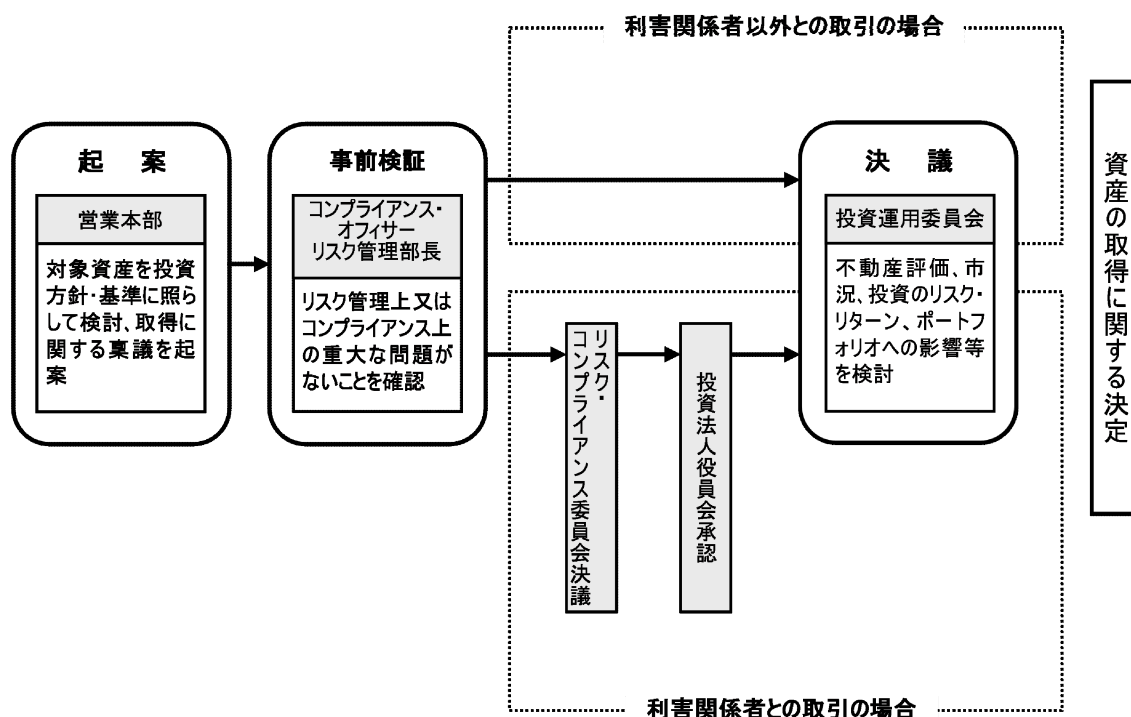 利害関係者以外との取引の場合
起 案
営業本部
対象資産を投資
方針・基準に照ら
して検討、取得に
関する稟議を起
案
事前検証
コンプライアンス・
オフィサー
リスク管理部長
リスク管理上又は
コンプライアンス上
の重大な問題が
ないことを確認
リスク・
コンプライアンス委員会決議
投資法人役員会承認
決 議
投資運用委員会
不動産評価、市
況、投資のリスク・
リターン、ポートフ
ォリオへの影響等
を検討
資産の取得に関する決定
利害関係者との取引の場合